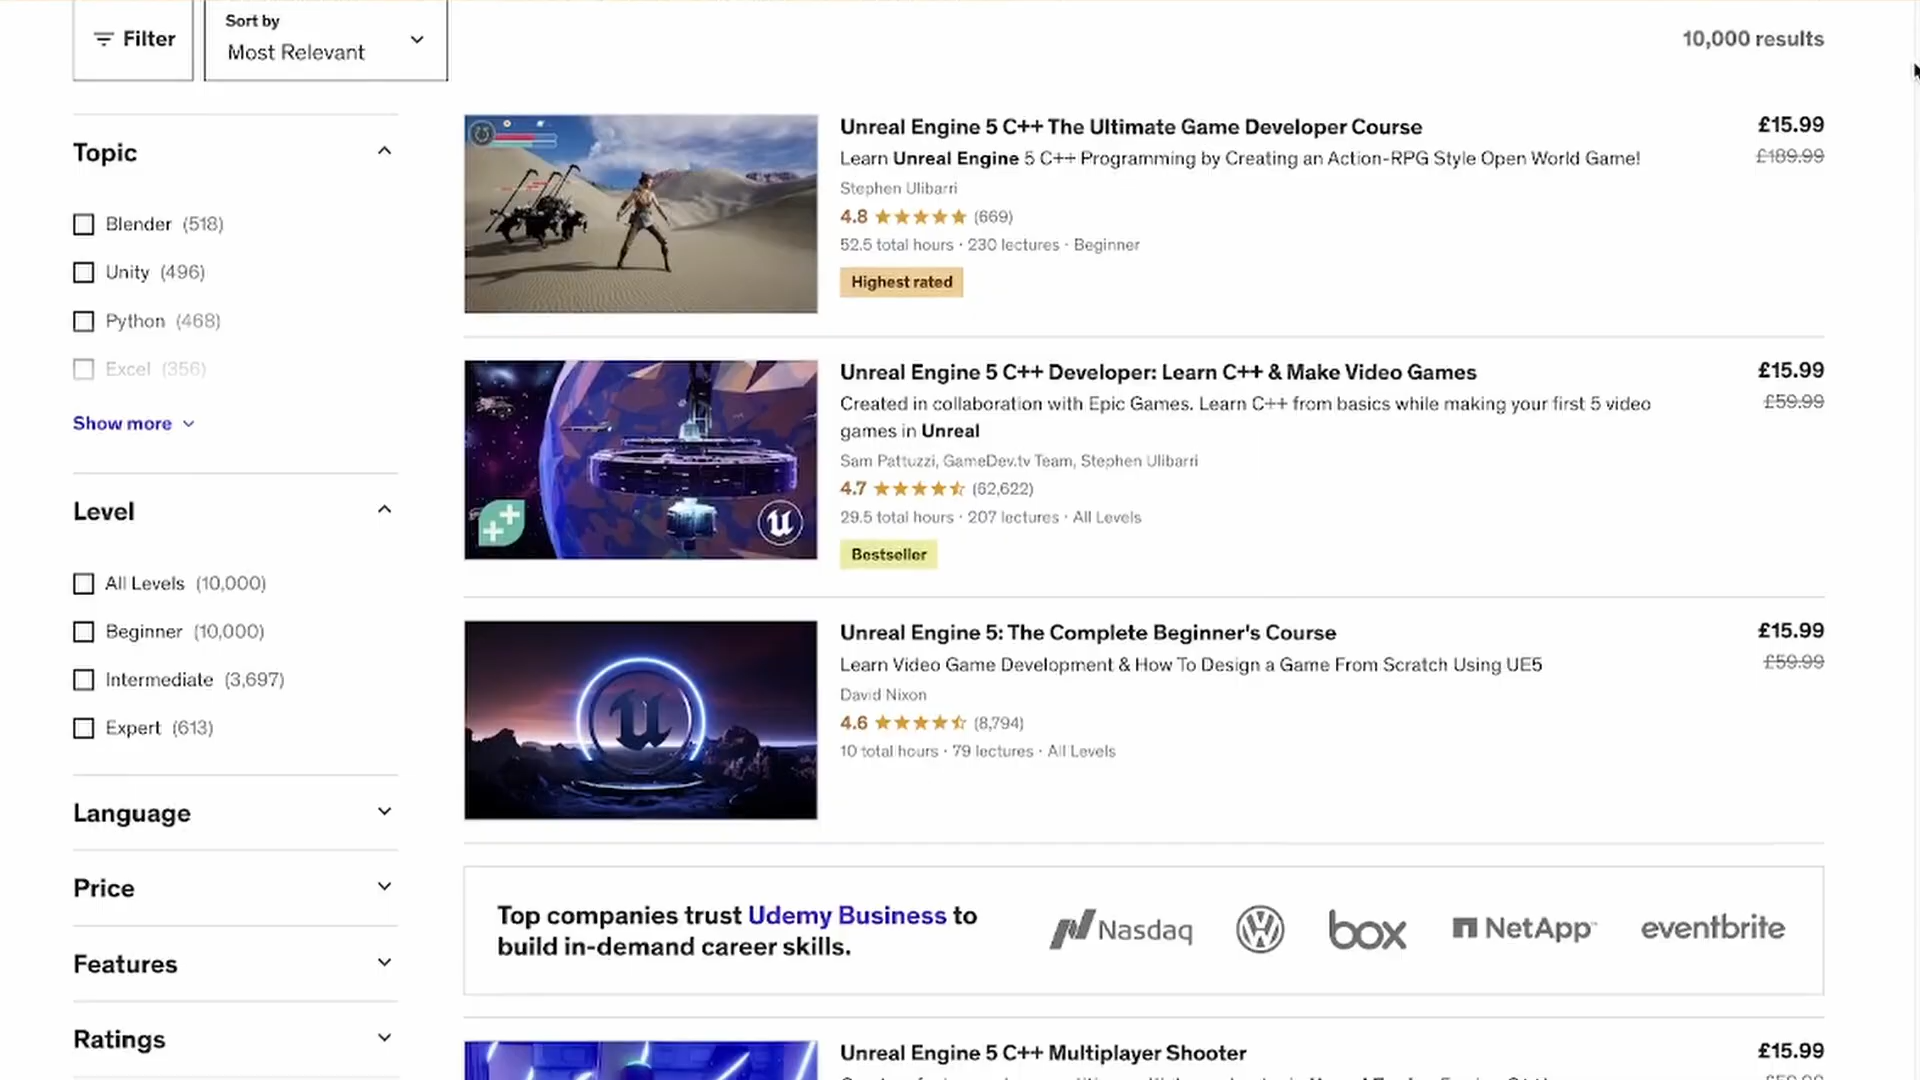 Filter
Sort by
Most Relevant
10,000 results
Topic
Blender (518)
Unity (496)
Python (468)
Excel (356)
Show more
Level
All Levels (10,000)
Beginner (10,000)
Intermediate (3,697)
Expert (613)
Language
Price
Features
Ratings
Unreal Engine 5 C++ The Ultimate Game Developer Course
£15.99
Learn Unreal Engine 5 C++ Programming by Creating an Action-RPG Style Open World Game!
£189.99
Stephen Ulibarri
4.8 (669)
52.5 total hours · 230 lectures · Beginner
Highest rated
Unreal Engine 5 C++ Developer: Learn C++ & Make Video Games
£15.99
Created in collaboration with Epic Games. Learn C++ from basics while making your first 5 video
£59.99
games in Unreal
Sam Pattuzzi, GameDev.tv Team, Stephen Ulibarri
4.7 (62,622)
29.5 total hours · 207 lectures · All Levels
Bestseller
Unreal Engine 5: The Complete Beginner's Course
£15.99
Learn Video Game Development & How To Design a Game From Scratch Using UE5
£59.99
David Nixon
4.6 (8,794)
10 total hours · 79 lectures · All Levels
Top companies trust Udemy Business to
build in-demand career skills.
Nasdaq
box
NetApp
eventbrite
Unreal Engine 5 C++ Multiplayer Shooter
£15.99